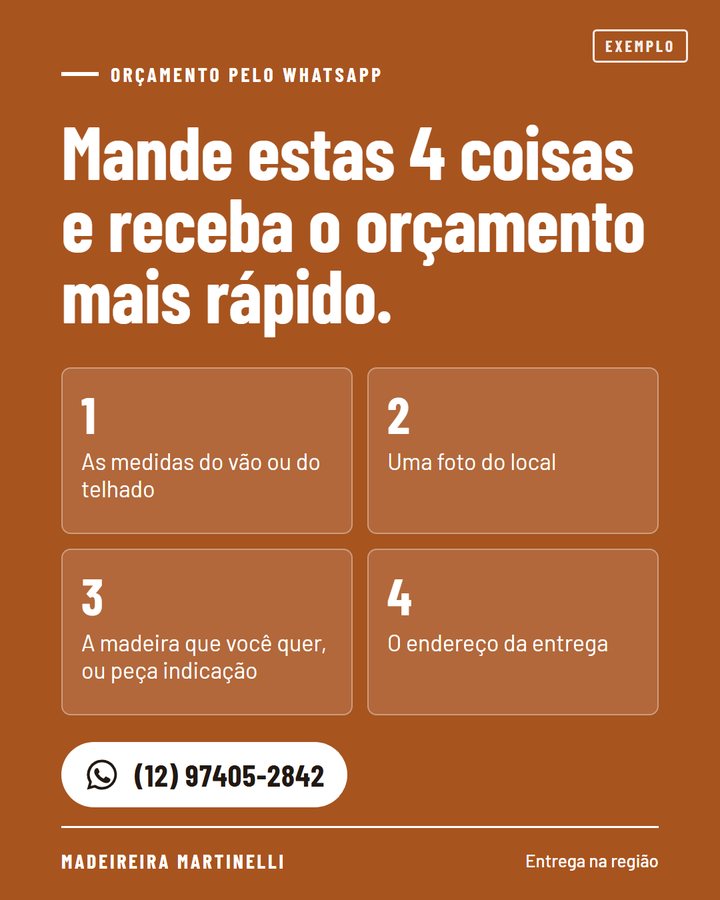 EXEMPLO
ORÇAMENTO PELO WHATSAPP
Mande estas 4 coisas
e receba o orçamento
mais rápido.
1
As medidas do vão ou do
telhado
2
Uma foto do local
3
A madeira que você quer,
ou peça indicação
4
O endereço da entrega
(12) 97405-2842
MADEIREIRA MARTINELLI
Entrega na região